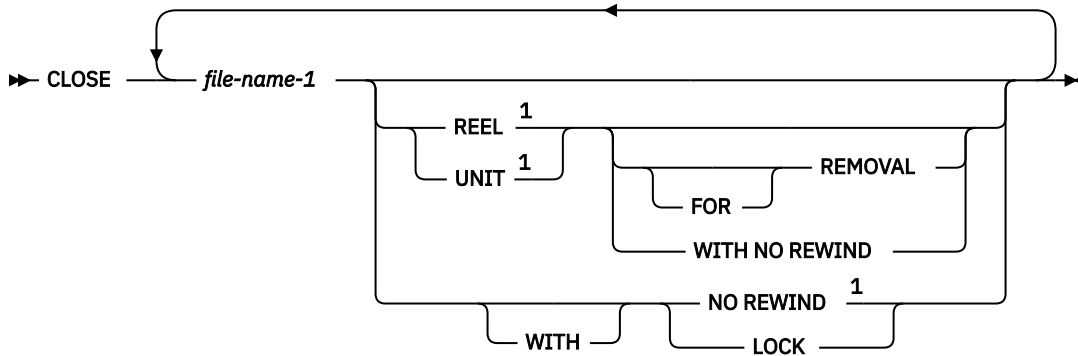 CLOSE file-name-1
REEL 1
UNIT 1
REMOVAL
FOR
WITH NO REWIND
NO REWIND 1
WITH
LOCK